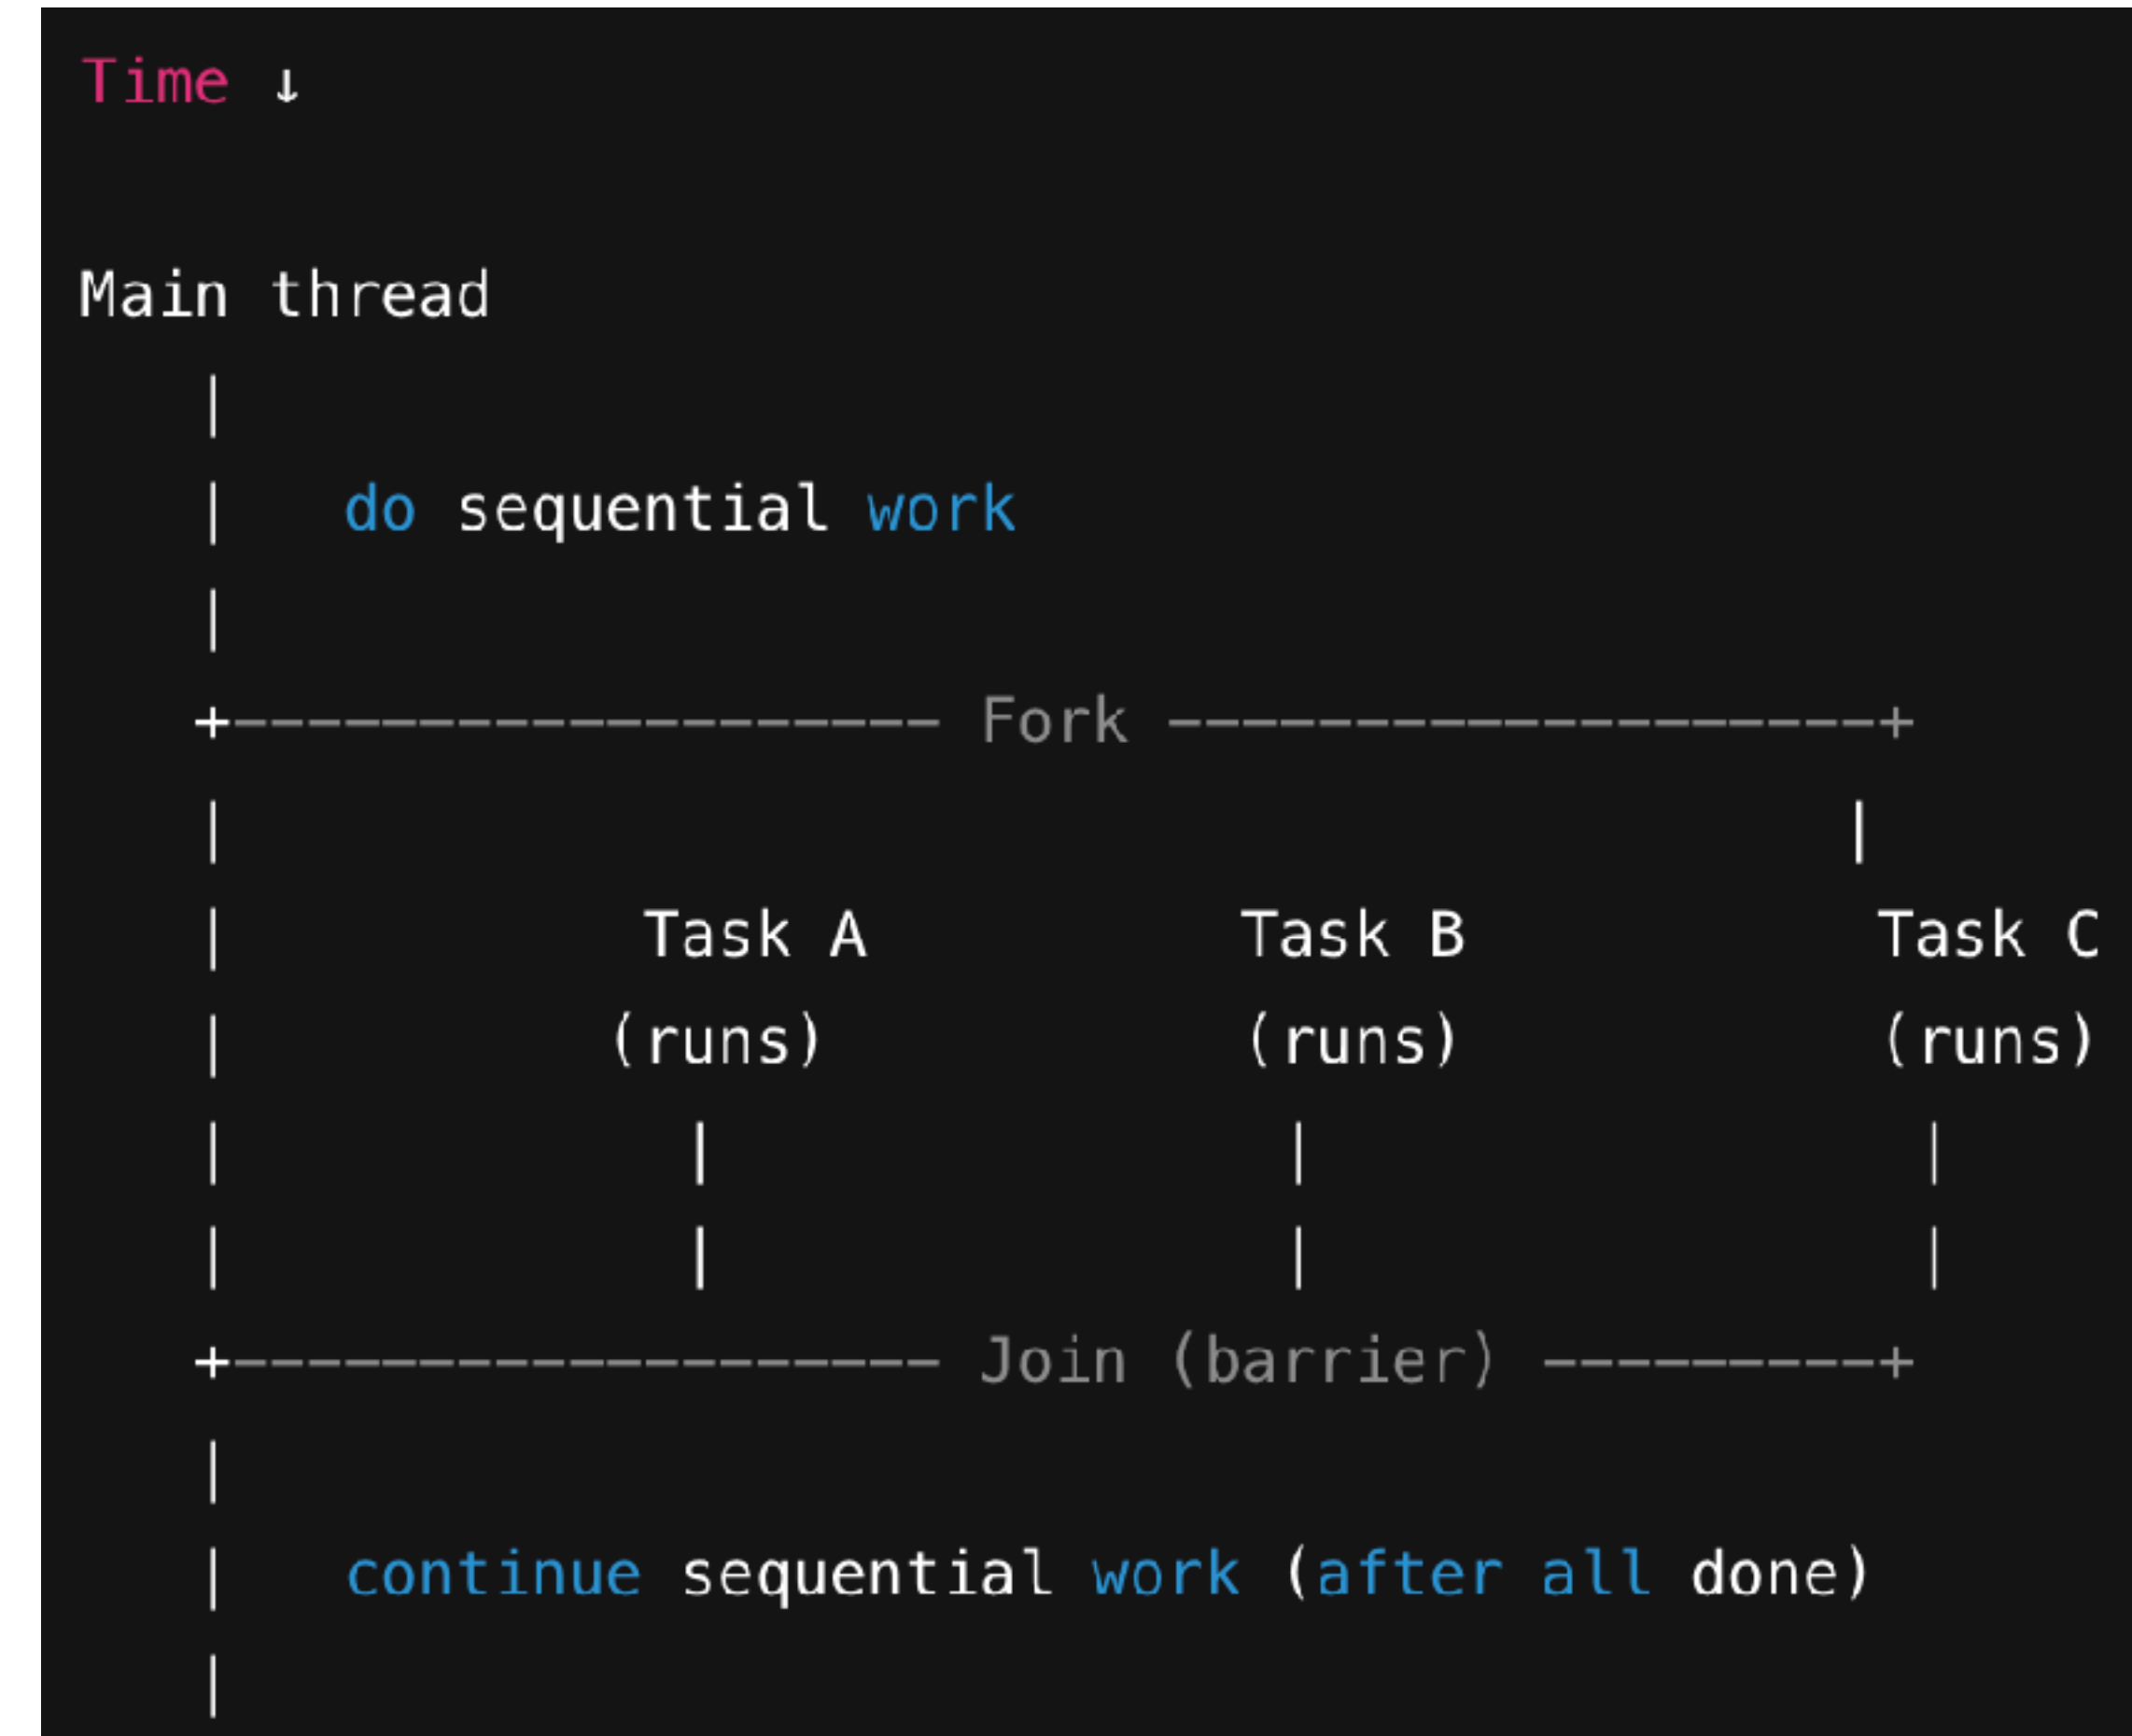 Time ↓
Main thread
|
| do sequential work
|
+------------------- Fork -------------------+
| |
| Task A Task B Task C
| (runs) (runs) (runs)
| | | |
| | | |
+------------------- Join (barrier) ---------+
|
| continue sequential work (after all done)
|